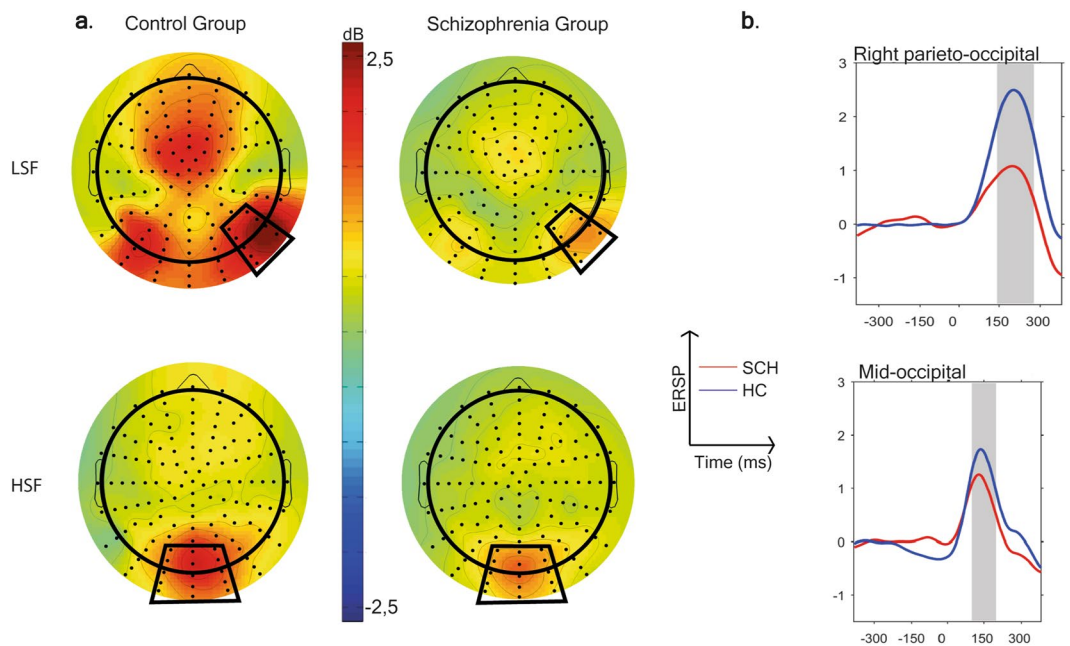 a.
Control Group
Schizophrenia Group
b.
dB
2,5
-2,5
LSF
HSF
Right parieto-occipital
3
2
1
0
-1
-300 -150 0 150 300
ERSP
Time (ms)
SCH
HC
Mid-occipital
3
2
1
0
-1
-300 -150 0 150 300